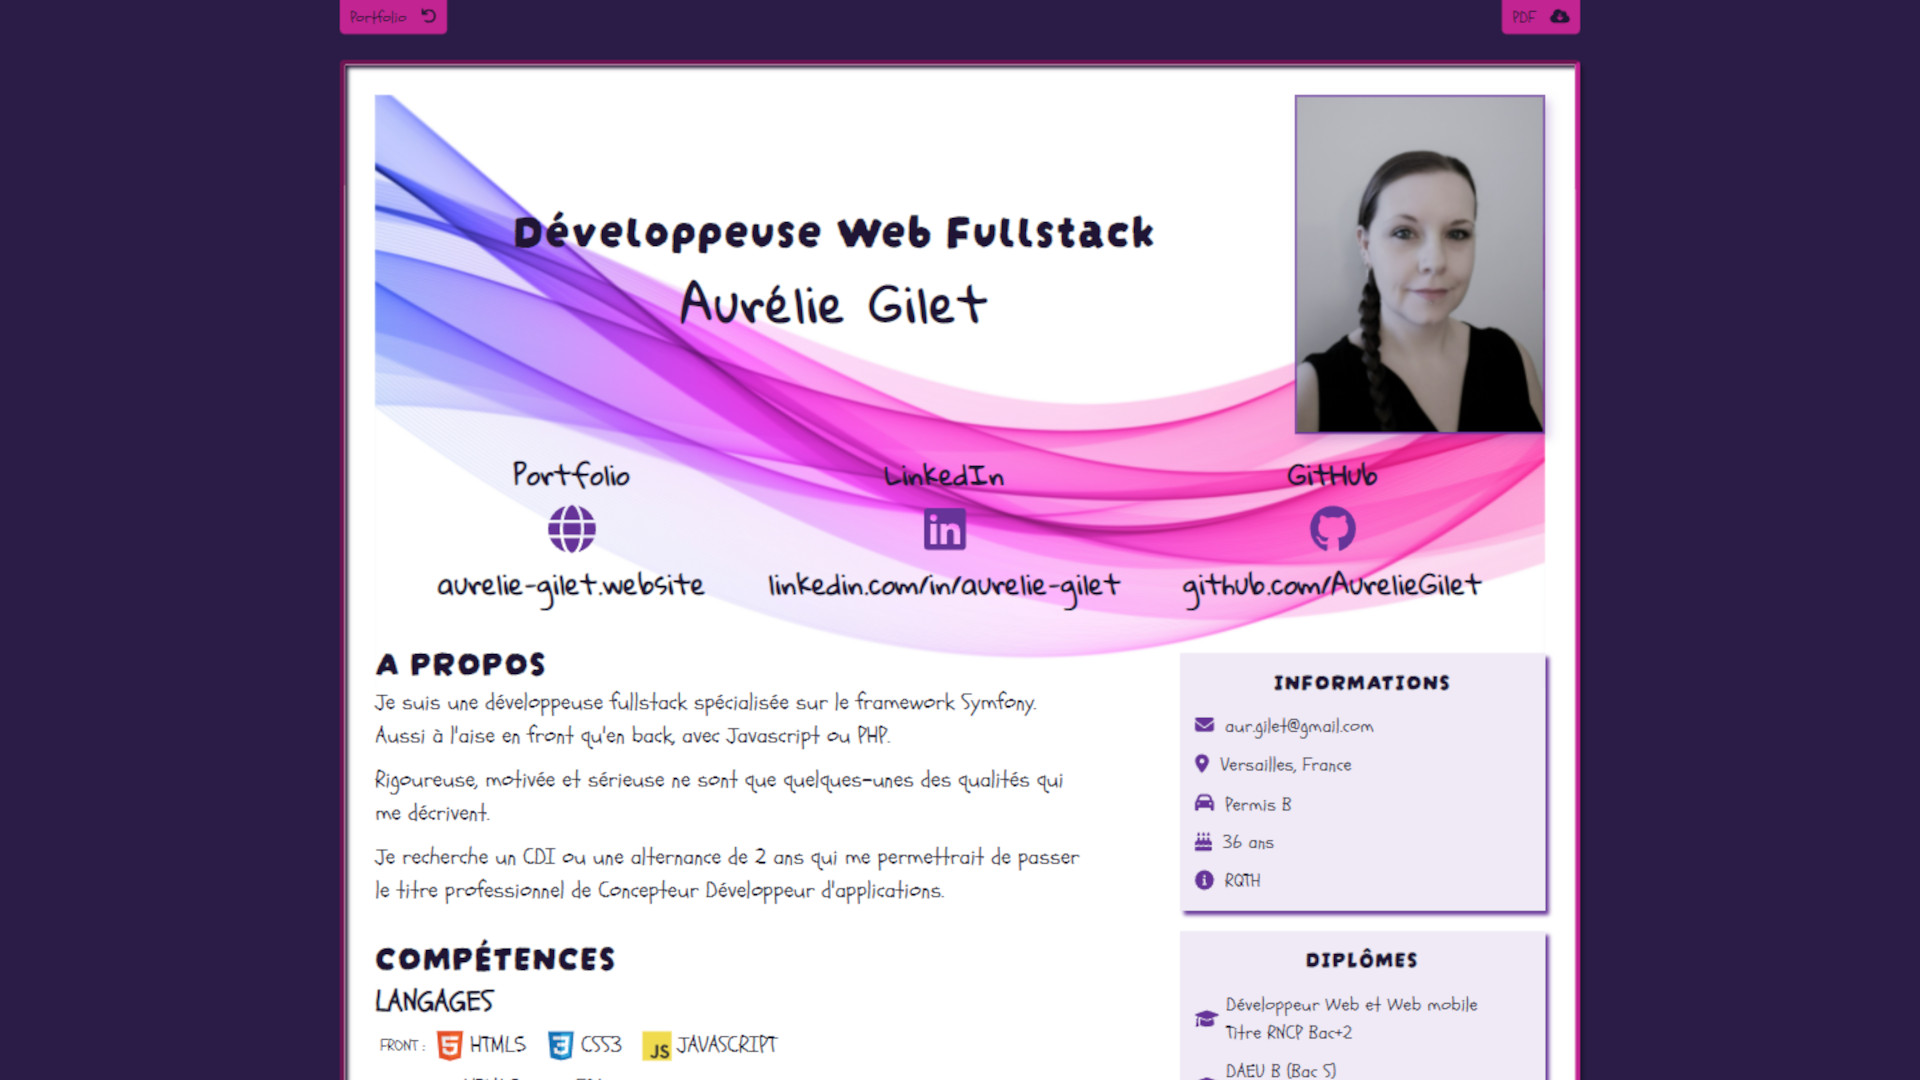 Portfolio
PDF
Développeuse Web Fullstack
Aurélie Gilet
Portfolio
LinkedIn
GitHub
aurelie-gilet.website
linkedin.com/in/aurelie-gilet
github.com/AurelieGilet
A PROPOS
Je suis une développeuse fullstack spécialisée sur le framework Symfony.
Aussi à l'aise en front qu'en back, avec Javascript ou PHP.
Rigoureuse, motivée et sérieuse ne sont que quelques-unes des qualités qui
me décrivent.
Je recherche un CDI ou une alternance de 2 ans qui me permettrait de passer
le titre professionnel de Concepteur Développeur d'applications.
COMPÉTENCES
LANGAGES
FRONT : HTML5 CSS3 JS JAVASCRIPT
INFORMATIONS
aur.gilet@gmail.com
Versailles, France
Permis B
36 ans
RQTH
DIPLÔMES
Développeur Web et Web mobile
Titre RNCP Bac+2
DAEU B (Bac S)